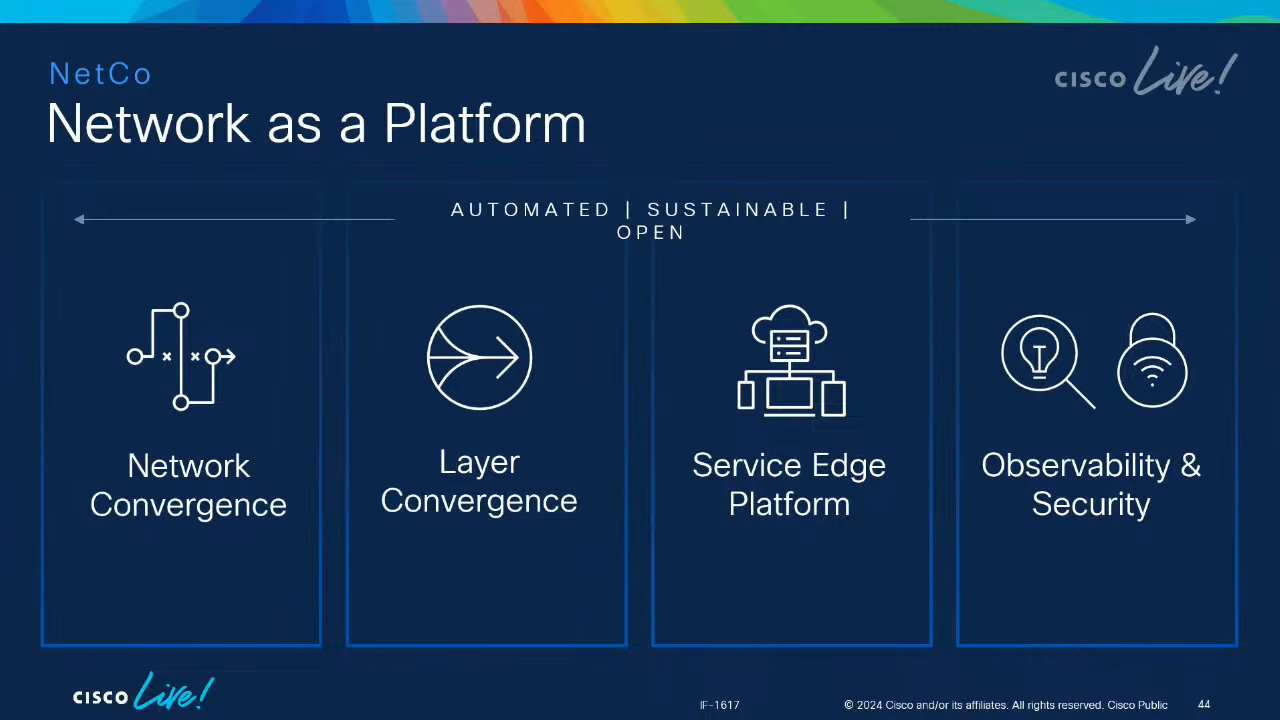 NetCo
CISCO Live!
Network as a Platform
AUTOMATED | SUSTAINABLE |
OPEN
Network
Convergence
Layer
Convergence
Service Edge
Platform
Observability &
Security
CISCO Live!
IF-1617
© 2024 Cisco and/or its affiliates. All rights reserved. Cisco Public
44